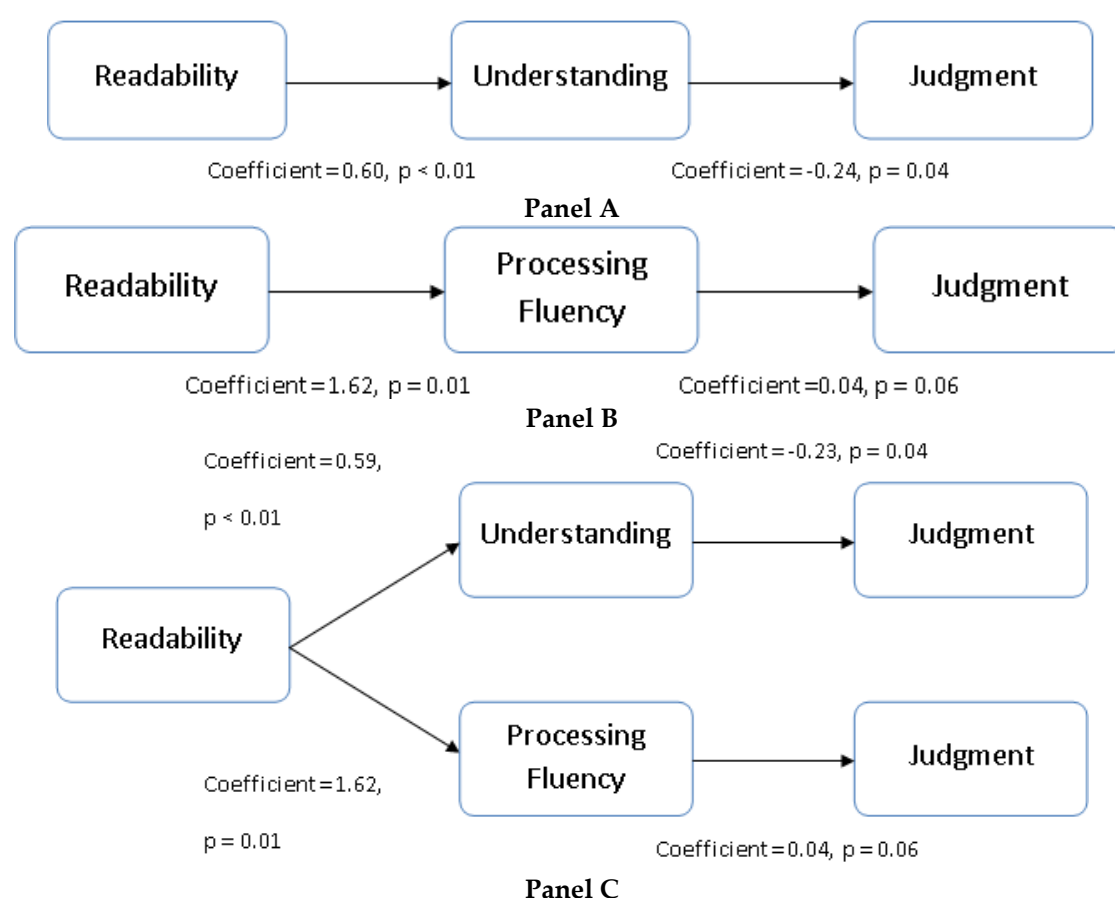 Readability
Understanding
Judgment
Coefficient=0.60, p < 0.01
Coefficient=-0.24, p = 0.04
Panel A
Readability
Processing
Fluency
Judgment
Coefficient=1.62, p = 0.01
Coefficient=0.04, p = 0.06
Panel B
Coefficient=0.59,
p < 0.01
Coefficient=-0.23, p = 0.04
Understanding
Judgment
Readability
Processing
Fluency
Judgment
Coefficient=1.62,
p = 0.01
Coefficient=0.04, p = 0.06
Panel C